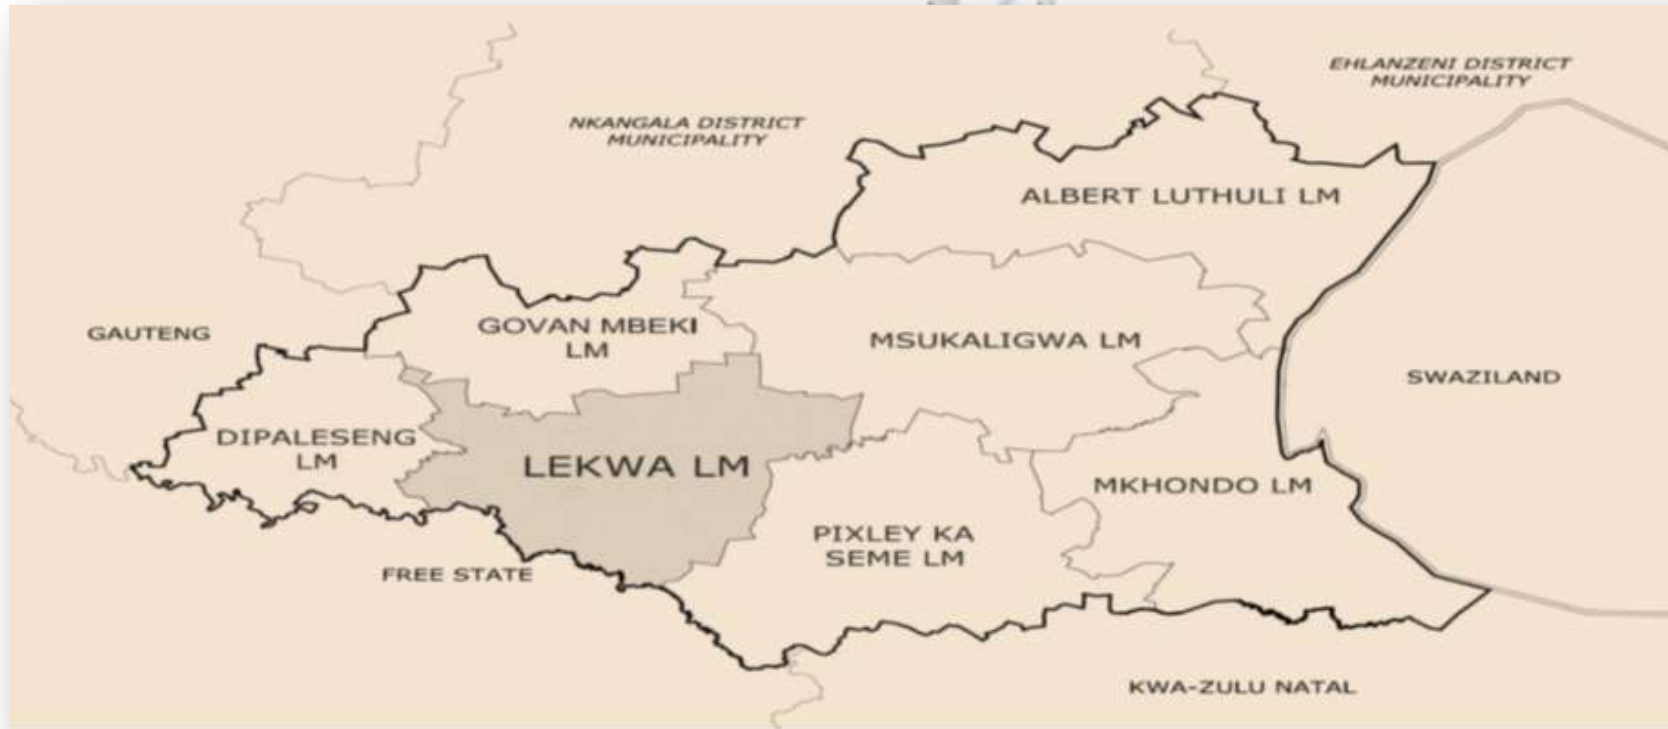 EHLANZENI DISTRICT
MUNICIPALITY
NKANGALA DISTRICT
MUNICIPALITY
ALBERT LUTHULI LM
GAUTENG
GOVAN MBEKI
LM
MSUKALIGWA LM
SWAZILAND
DIPALESENG
LM
LEKWA LM
MKHONDO LM
PIXLEY KA
SEME LM
FREE STATE
KWA-ZULU NATAL